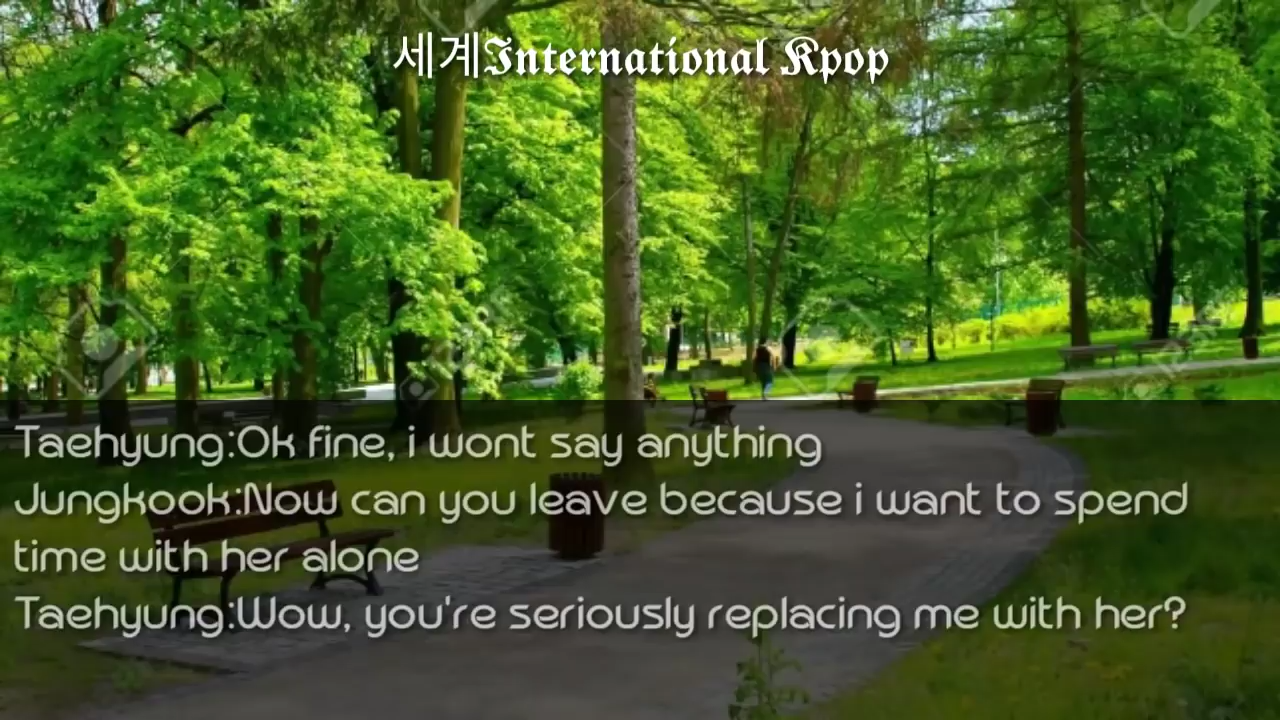 세계International Kpop
Taehyung:Ok fine, i wont say anything
Jungkook:Now can you leave because i want to spend
time with her alone
Taehyung:Wow, you're seriously replacing me with her?